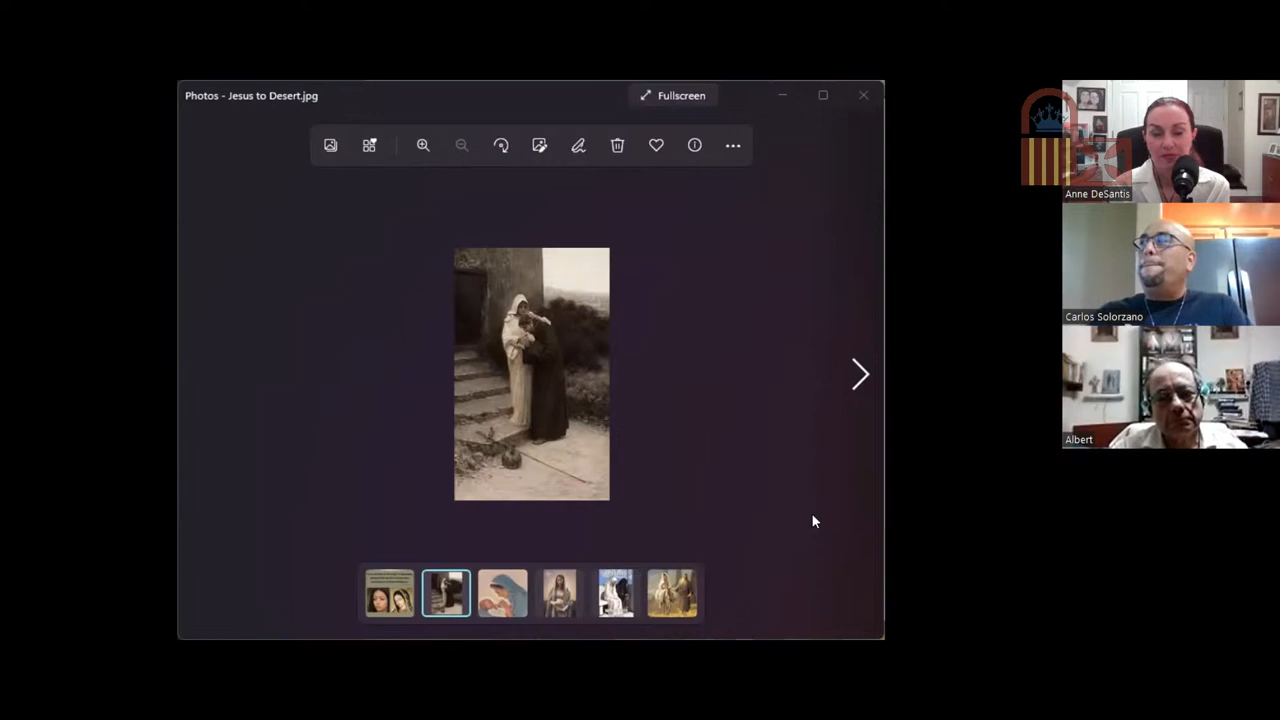 Photos - Jesus to Desert.jpg
Fullscreen
Anne DeSantis
Carlos Solorzano
Albert